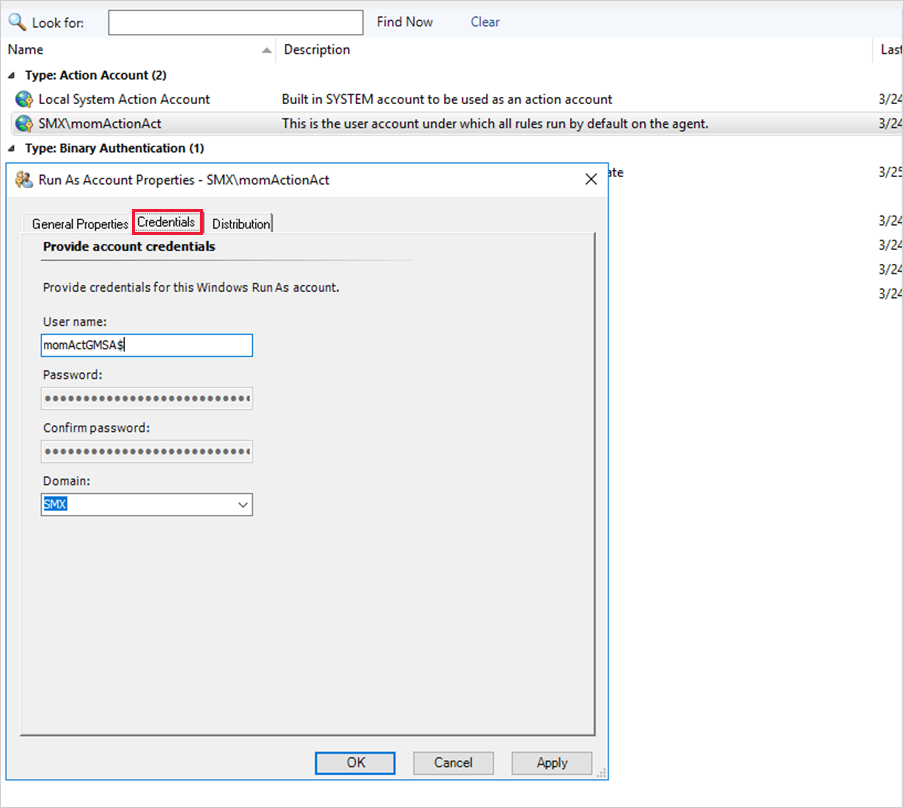 Look for: Find Now Clear
Name Description Last
Type: Action Account (2)
Local System Action Account Built in SYSTEM account to be used as an action account 3/24
SMX\momActionAct This is the user account under which all rules run by default on the agent. 3/24
Type: Binary Authentication (1)
ate 3/25
Run As Account Properties - SMX\momActionAct
3/24
General Properties Credentials Distribution
3/24
Provide account credentials
3/24
Provide credentials for this Windows Run As account.
3/24
User name:
momActGMSA$
Password:
Confirm password:
Domain:
SMX
OK Cancel Apply